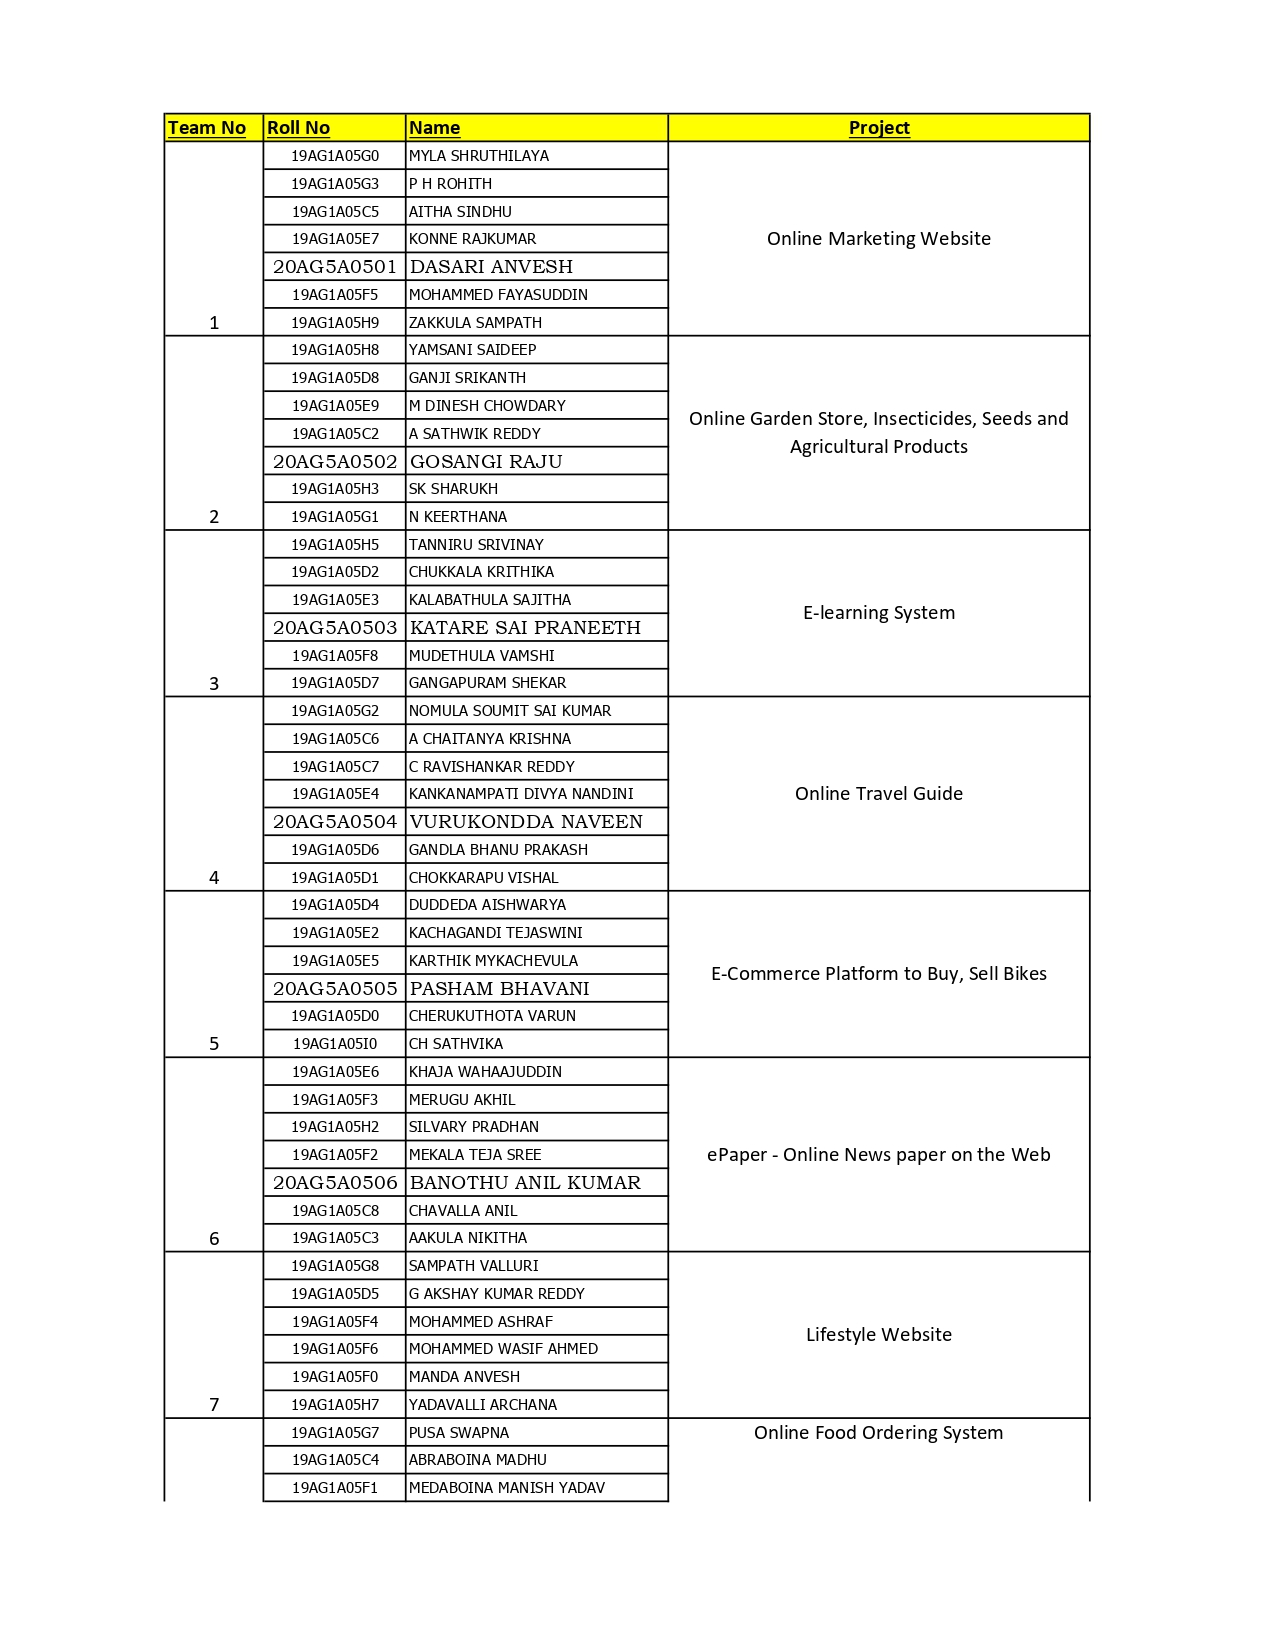 Team No Roll No Name Project
19AG1A05G0 MYLA SHRUTHILAYA
19AG1A05G3 P H ROHITH
19AG1A05C5 AITHA SINDHU
19AG1A05E7 KONNE RAJKUMAR Online Marketing Website
20AG5A0501 DASARI ANVESH
19AG1A05F5 MOHAMMED FAYASUDDIN
1 19AG1A05H9 ZAKKULA SAMPATH
19AG1A05H8 YAMSANI SAIDEEP
19AG1A05D8 GANJI SRIKANTH
19AG1A05E9 M DINESH CHOWDARY Online Garden Store, Insecticides, Seeds and
19AG1A05C2 A SATHWIK REDDY Agricultural Products
20AG5A0502 GOSANGI RAJU
19AG1A05H3 SK SHARUKH
2 19AG1A05G1 N KEERTHANA
19AG1A05H5 TANNIRU SRIVINAY
19AG1A05D2 CHUKKALA KRITHIKA
19AG1A05E3 KALABATHULA SAJITHA E-learning System
20AG5A0503 KATARE SAI PRANEETH
19AG1A05F8 MUDETHULA VAMSHI
3 19AG1A05D7 GANGAPURAM SHEKAR
19AG1A05G2 NOMULA SOUMIT SAI KUMAR
19AG1A05C6 A CHAITANYA KRISHNA
19AG1A05C7 C RAVISHANKAR REDDY
19AG1A05E4 KANKANAMPATI DIVYA NANDINI Online Travel Guide
20AG5A0504 VURUKONDDA NAVEEN
19AG1A05D6 GANDLA BHANU PRAKASH
4 19AG1A05D1 CHOKKARAPU VISHAL
19AG1A05D4 DUDDEDA AISHWARYA
19AG1A05E2 KACHAGANDI TEJASWINI
19AG1A05E5 KARTHIK MYKACHEVULA E-Commerce Platform to Buy, Sell Bikes
20AG5A0505 PASHAM BHAVANI
19AG1A05D0 CHERUKUTHOTA VARUN
5 19AG1A05I0 CH SATHVIKA
19AG1A05E6 KHAJA WAHAAJUDDIN
19AG1A05F3 MERUGU AKHIL
19AG1A05H2 SILVARY PRADHAN
19AG1A05F2 MEKALA TEJA SREE ePaper - Online News paper on the Web
20AG5A0506 BANOTHU ANIL KUMAR
19AG1A05C8 CHAVALLA ANIL
6 19AG1A05C3 AAKULA NIKITHA
19AG1A05G8 SAMPATH VALLURI
19AG1A05D5 G AKSHAY KUMAR REDDY
19AG1A05F4 MOHAMMED ASHRAF Lifestyle Website
19AG1A05F6 MOHAMMED WASIF AHMED
19AG1A05F0 MANDA ANVESH
7 19AG1A05H7 YADAVALLI ARCHANA
19AG1A05G7 PUSA SWAPNA Online Food Ordering System
19AG1A05C4 ABRABOINA MADHU
19AG1A05F1 MEDABOINA MANISH YADAV